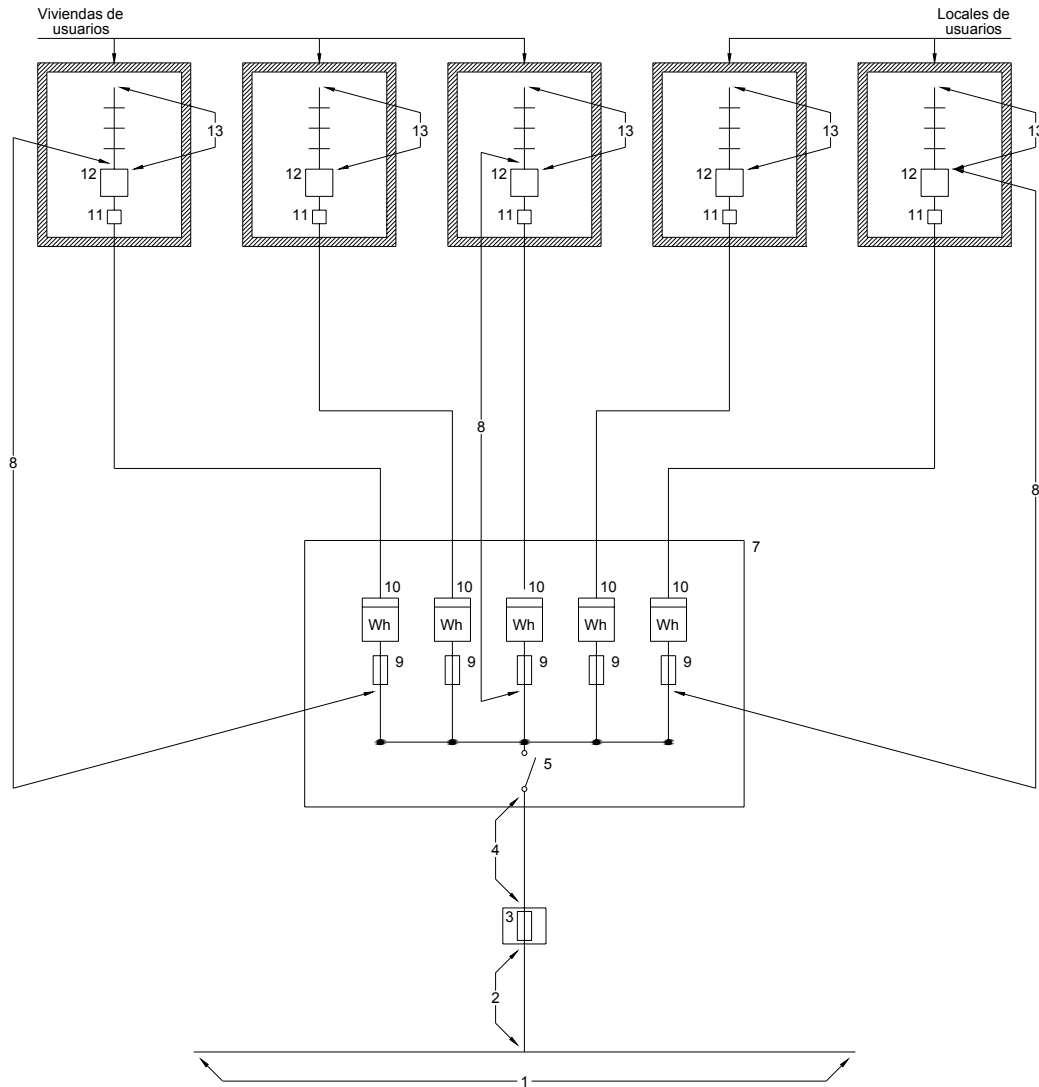 Viviendas de
usuarios
Locales de
usuarios
13 13 13 13 13
12 12 12 12 12
11 11 11 11 11
8 8 8
7
10 10 10 10 10
Wh Wh Wh Wh Wh
9 9 9 9 9
5
4
3
2
1